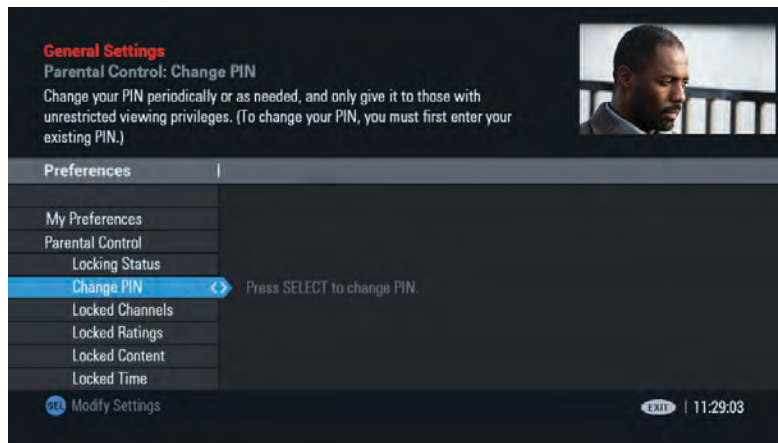 General Settings
Parental Control: Change PIN
Change your PIN periodically or as needed, and only give it to those with
unrestricted viewing privileges. (To change your PIN, you must first enter your
existing PIN.)
Preferences
My Preferences
Parental Control
Locking Status
Change PIN
Press SELECT to change PIN.
Locked Channels
Locked Ratings
Locked Content
Locked Time
SEL Modify Settings
EXIT | 11:29:03